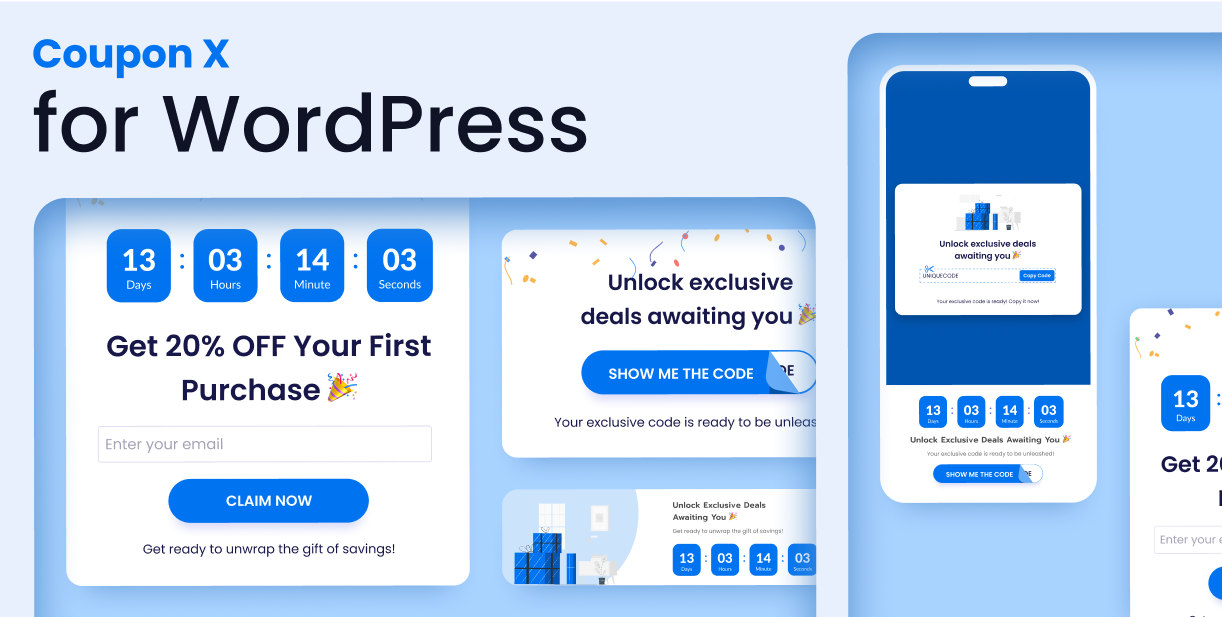 Coupon X
for WordPress
13 : 03 : 14 : 03
Days Hours Minute Seconds
Get 20% OFF Your First
Purchase 🎉
Enter your email
CLAIM NOW
Get ready to unwrap the gift of savings!
Unlock exclusive
deals awaiting you 🎉
SHOW ME THE CODE DE
Your exclusive code is ready to be unleas
Unlock Exclusive Deals
Awaiting You 🎉
Get ready to unwrap the gift of savings!
13 : 03 : 14 : 03
Days Hours Minute Seconds
Unlock exclusive deals
awaiting you 🎉
UNIQUECODE Copy Code
Your exclusive code is ready! Copy it now!
13 : 03 : 14 : 03
Days Hours Minute Seconds
Unlock Exclusive Deals Awaiting You 🎉
Your exclusive code is ready to be unleashed!
SHOW ME THE CODE DE
13 :
Days
Get 20
Enter your e